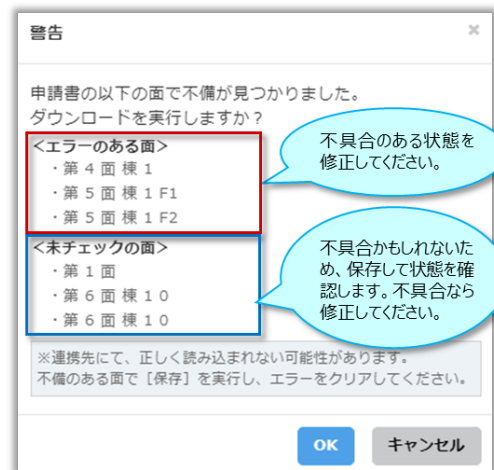 警告
×
申請書の以下の面で不備が見つかりました。
ダウンロードを実行しますか？
<エラーのある面>
・第４面 棟１
・第５面 棟１F1
・第５面 棟１F2
不具合のある状態を
修正してください。
<未チェックの面>
・第１面
・第６面 棟１０
・第６面 棟１０
不具合かもしれないた
め、保存して状態を確
認します。不具合なら
修正してください。
※連携先にて、正しく読み込まれない可能性があります。
不備のある面で［保存］を実行し、エラーをクリアしてください。
OK
キャンセル